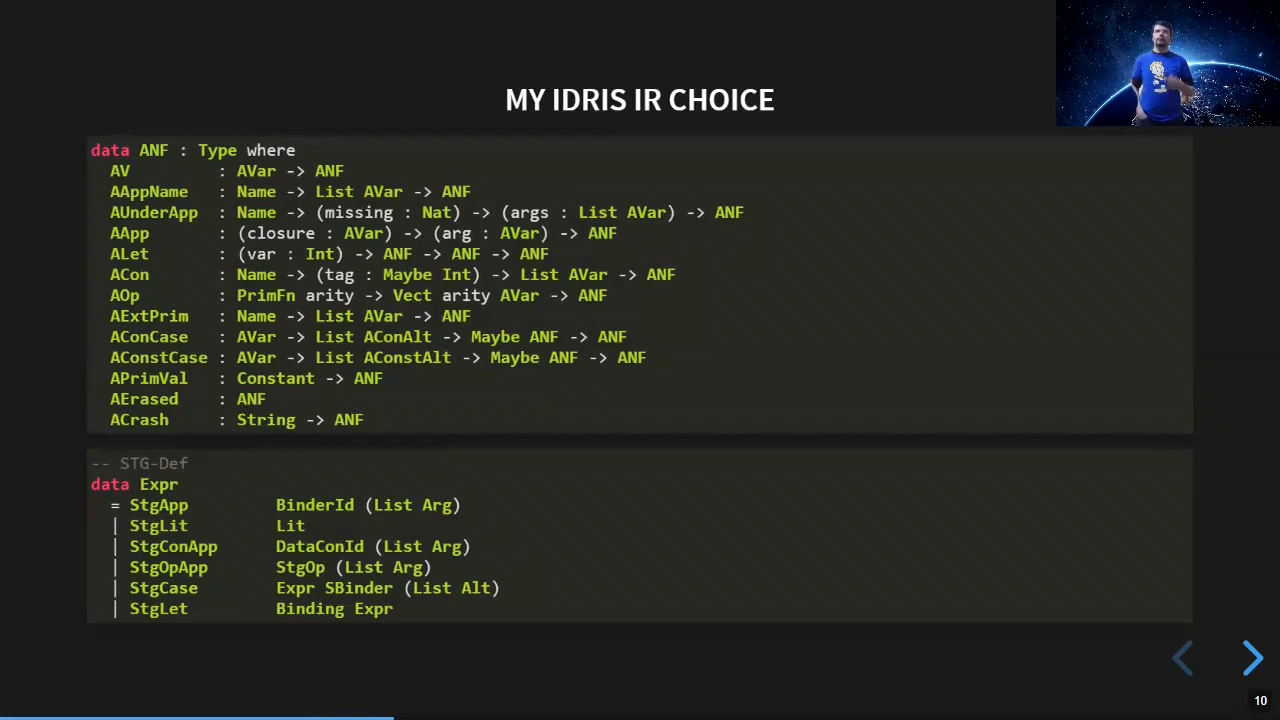 MY IDRIS IR CHOICE
data ANF : Type where
AV : AVar -> ANF
AAppName : Name -> List AVar -> ANF
AUnderApp : Name -> (missing : Nat) -> (args : List AVar) -> ANF
AApp : (closure : AVar) -> (arg : AVar) -> ANF
ALet : (var : Int) -> ANF -> ANF -> ANF
ACon : Name -> (tag : Maybe Int) -> List AVar -> ANF
AOp : PrimFn arity -> Vect arity AVar -> ANF
AExtPrim : Name -> List AVar -> ANF
AConCase : AVar -> List AConAlt -> Maybe ANF -> ANF
AConstCase : AVar -> List AConstAlt -> Maybe ANF -> ANF
APrimVal : Constant -> ANF
AErased : ANF
ACrash : String -> ANF
-- STG-Def
data Expr
= StgApp BinderId (List Arg)
| StgLit Lit
| StgConApp DataConId (List Arg)
| StgOpApp StgOp (List Arg)
| StgCase Expr SBinder (List Alt)
| StgLet Binding Expr
10